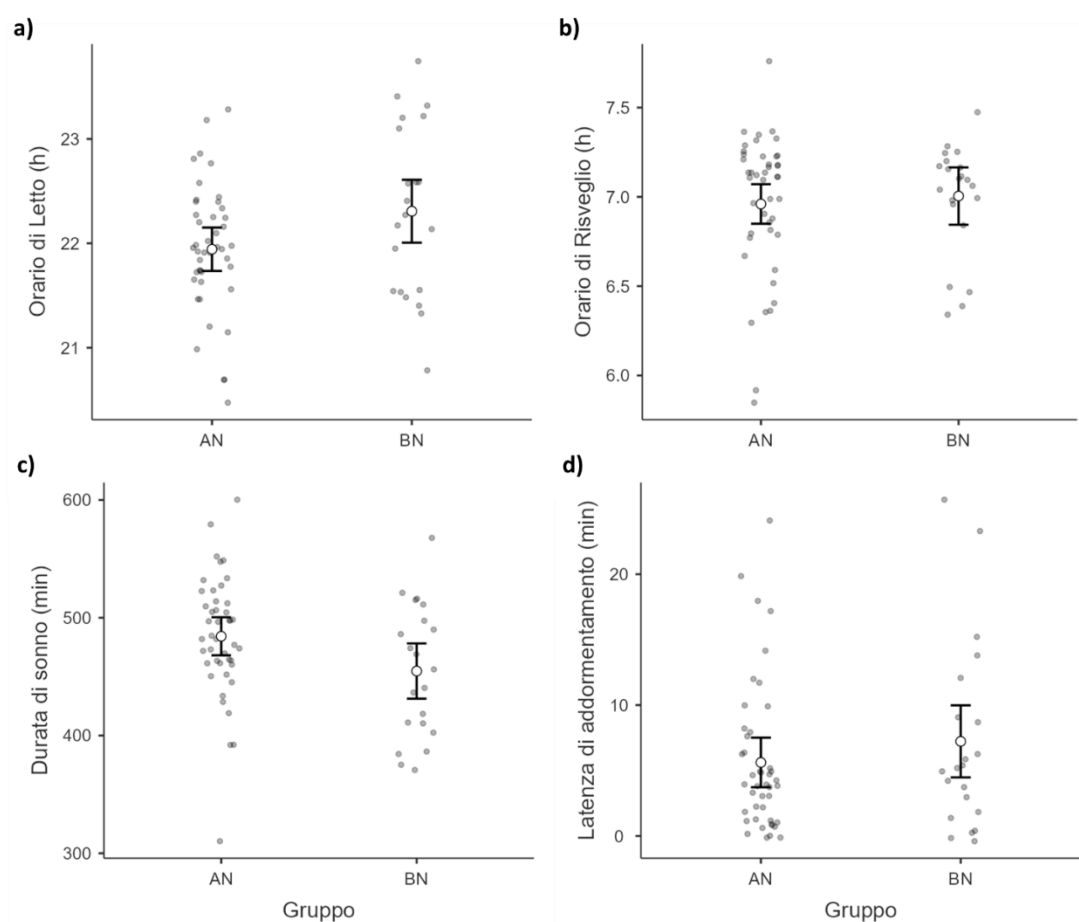 a)
Orario di Letto (h)
23
22
21
AN
BN
b)
Orario di Risveglio (h)
7.5
7.0
6.5
6.0
AN
BN
c)
Durata di sonno (min)
600
500
400
300
AN
BN
Gruppo
d)
Latenza di addormentamento (min)
20
10
0
AN
BN
Gruppo